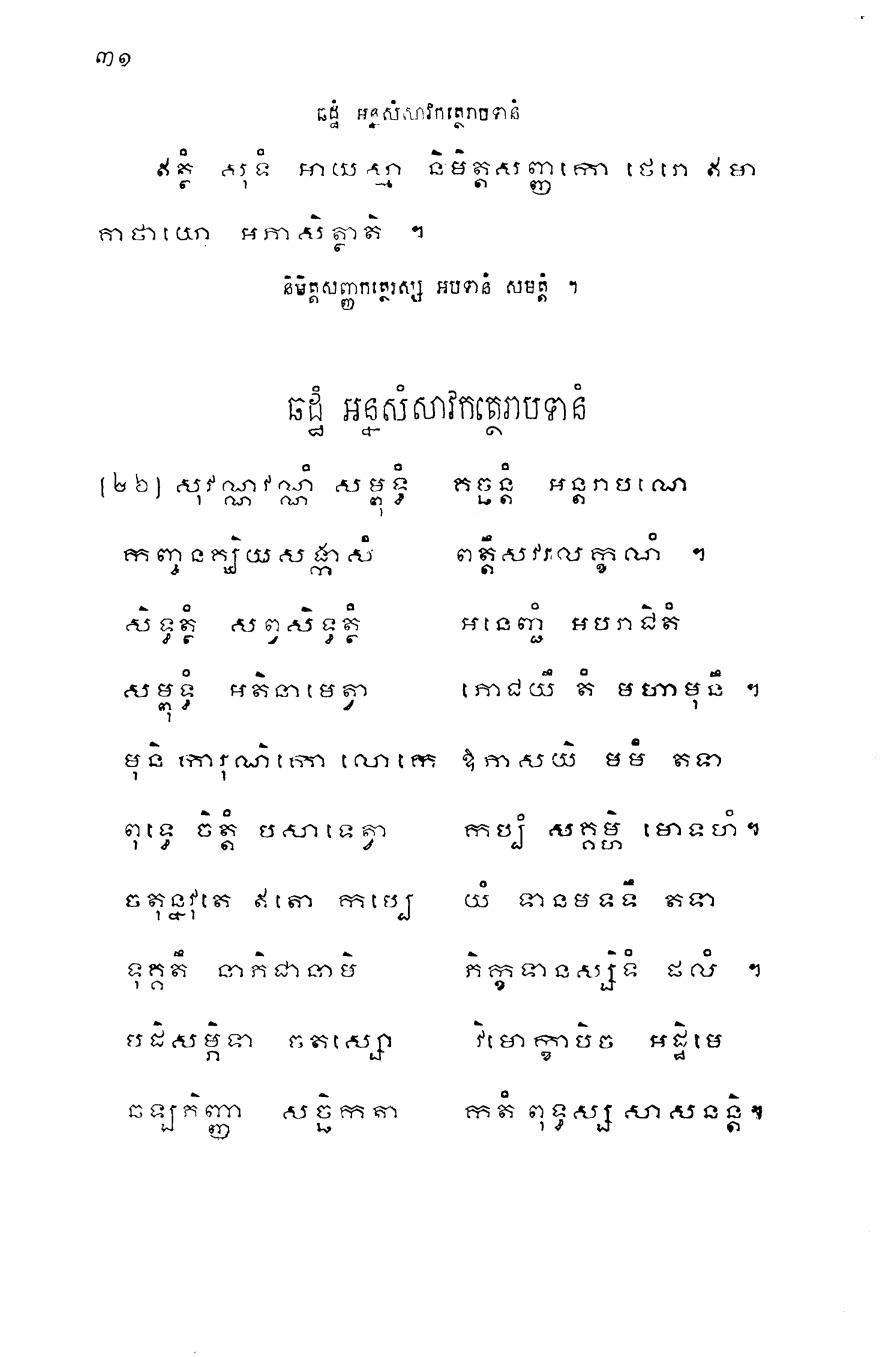 ៣១
ឆដ្ឋំ អន្នសំសាវកត្ថេរាបទានំ
ឥត្ថំ សុទំ អាយស្មា និមិត្តសញ្ញកោ ថេរោ ឥមា
គាថាយោ អភាសិត្ថាតិ ។
និមិត្តសញ្ញកត្ថេរស្ស អបទានំ សមត្តំ ។
ឆដ្ឋំ អន្នសំសាវកត្ថេរាបទានំ
(២៦) សុវណ្ណវណ្ណំ សម្ពុទ្ធំ គច្ឆន្តំ អន្តរាបណេ
កញ្ចនគ្ឃិយសង្កាសំ ពត្តឹសវរលក្ខណំ ។
សិទ្ធត្ថំ សព្វសិទ្ធត្ថំ អនេញ្ជំ អបរាជិតំ
សម្ពុទ្ធំ អតិនាមេត្វា ភោជយឹ តំ មហាមុនឹ ។
មុនិ ការុណិកោ លោកេ ឱភាសយិ មមំ តទា
ពុទ្ធេ ចិត្តំ បសាទេត្វា កប្បំ សគ្គម្ហិ មោទហំ ។
ចតុន្នវុតេ ឥតោ កប្បេ យំ ទានមទទឹ តទា
ទុគ្គតឹ នាភិជានាមិ ភិក្ខាទានស្សិទំ ផលំ ។
បដិសម្ភិទា ចតស្សោ វិមោក្ខាបិច អដ្ឋិមេ
ឆឡភិញ្ញា សច្ឆិកតា កតំ ពុទ្ធស្ស សាសនន្តិ ។